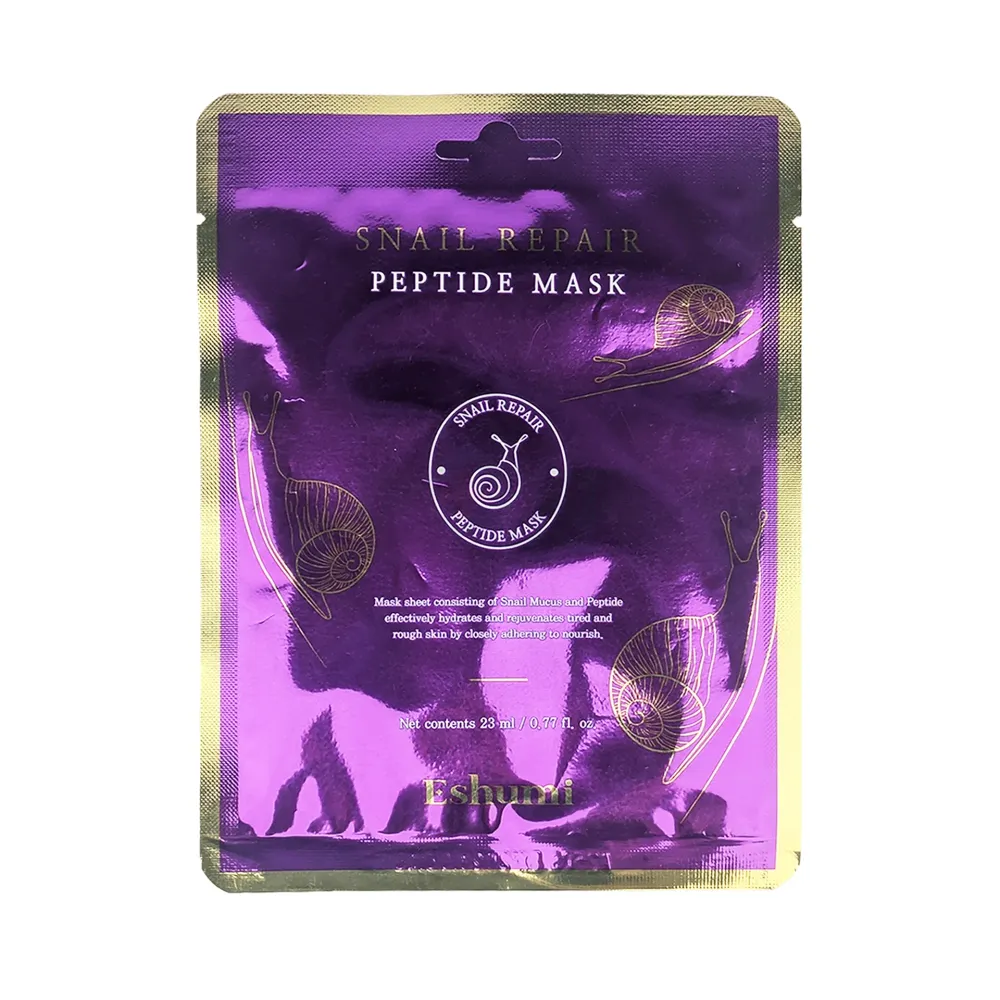 SNAIL REPAIR
PEPTIDE MASK
SNAIL REPAIR
PEPTIDE MASK
Mask sheet consisting of Snail Mucus and Peptide
effectively hydrates and rejuvenates tired and
rough skin by closely adhering to nourish.
Net contents 23 ml / 0.77 fl. oz.
Eshumi